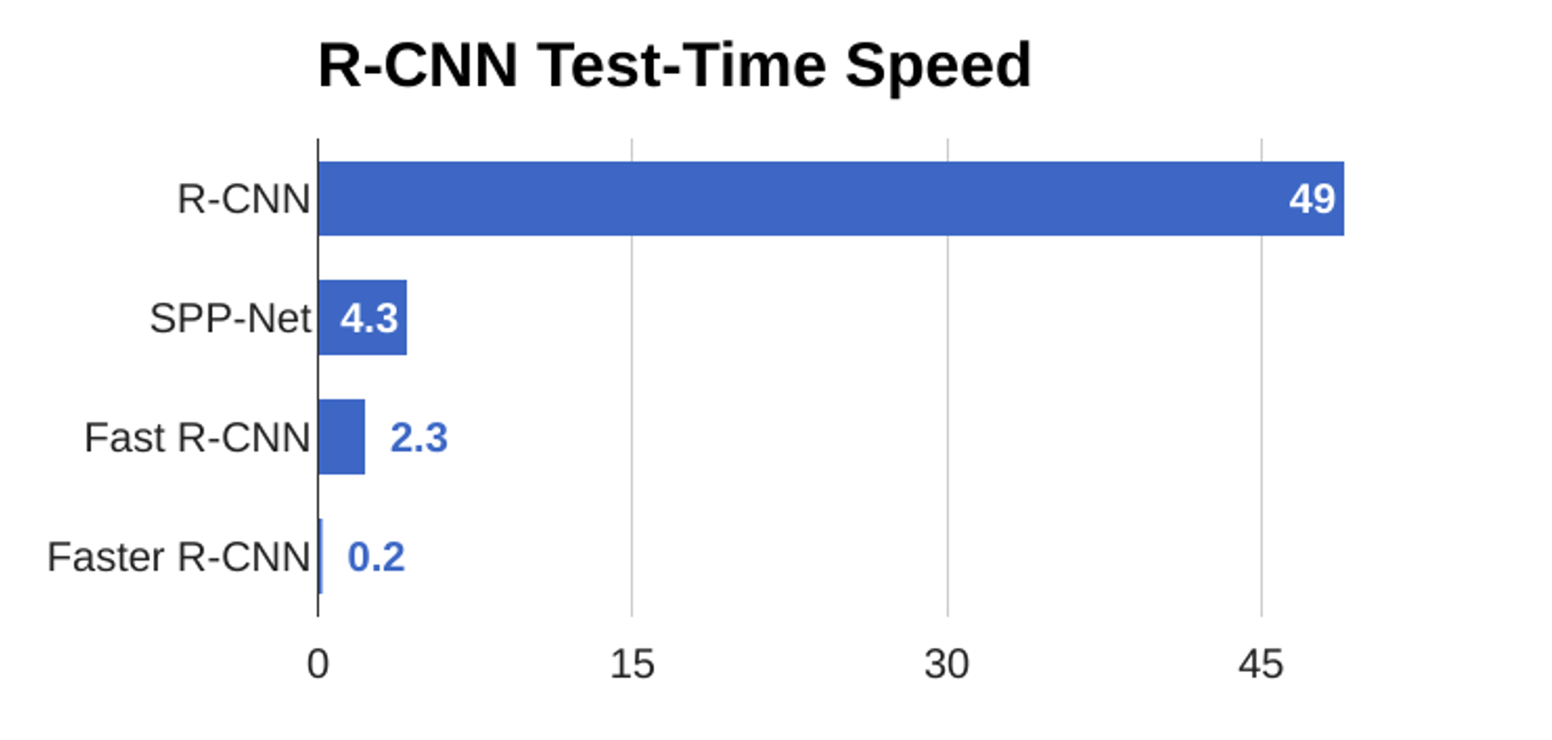 R-CNN Test-Time Speed
R-CNN 49
SPP-Net 4.3
Fast R-CNN 2.3
Faster R-CNN 0.2
0 15 30 45